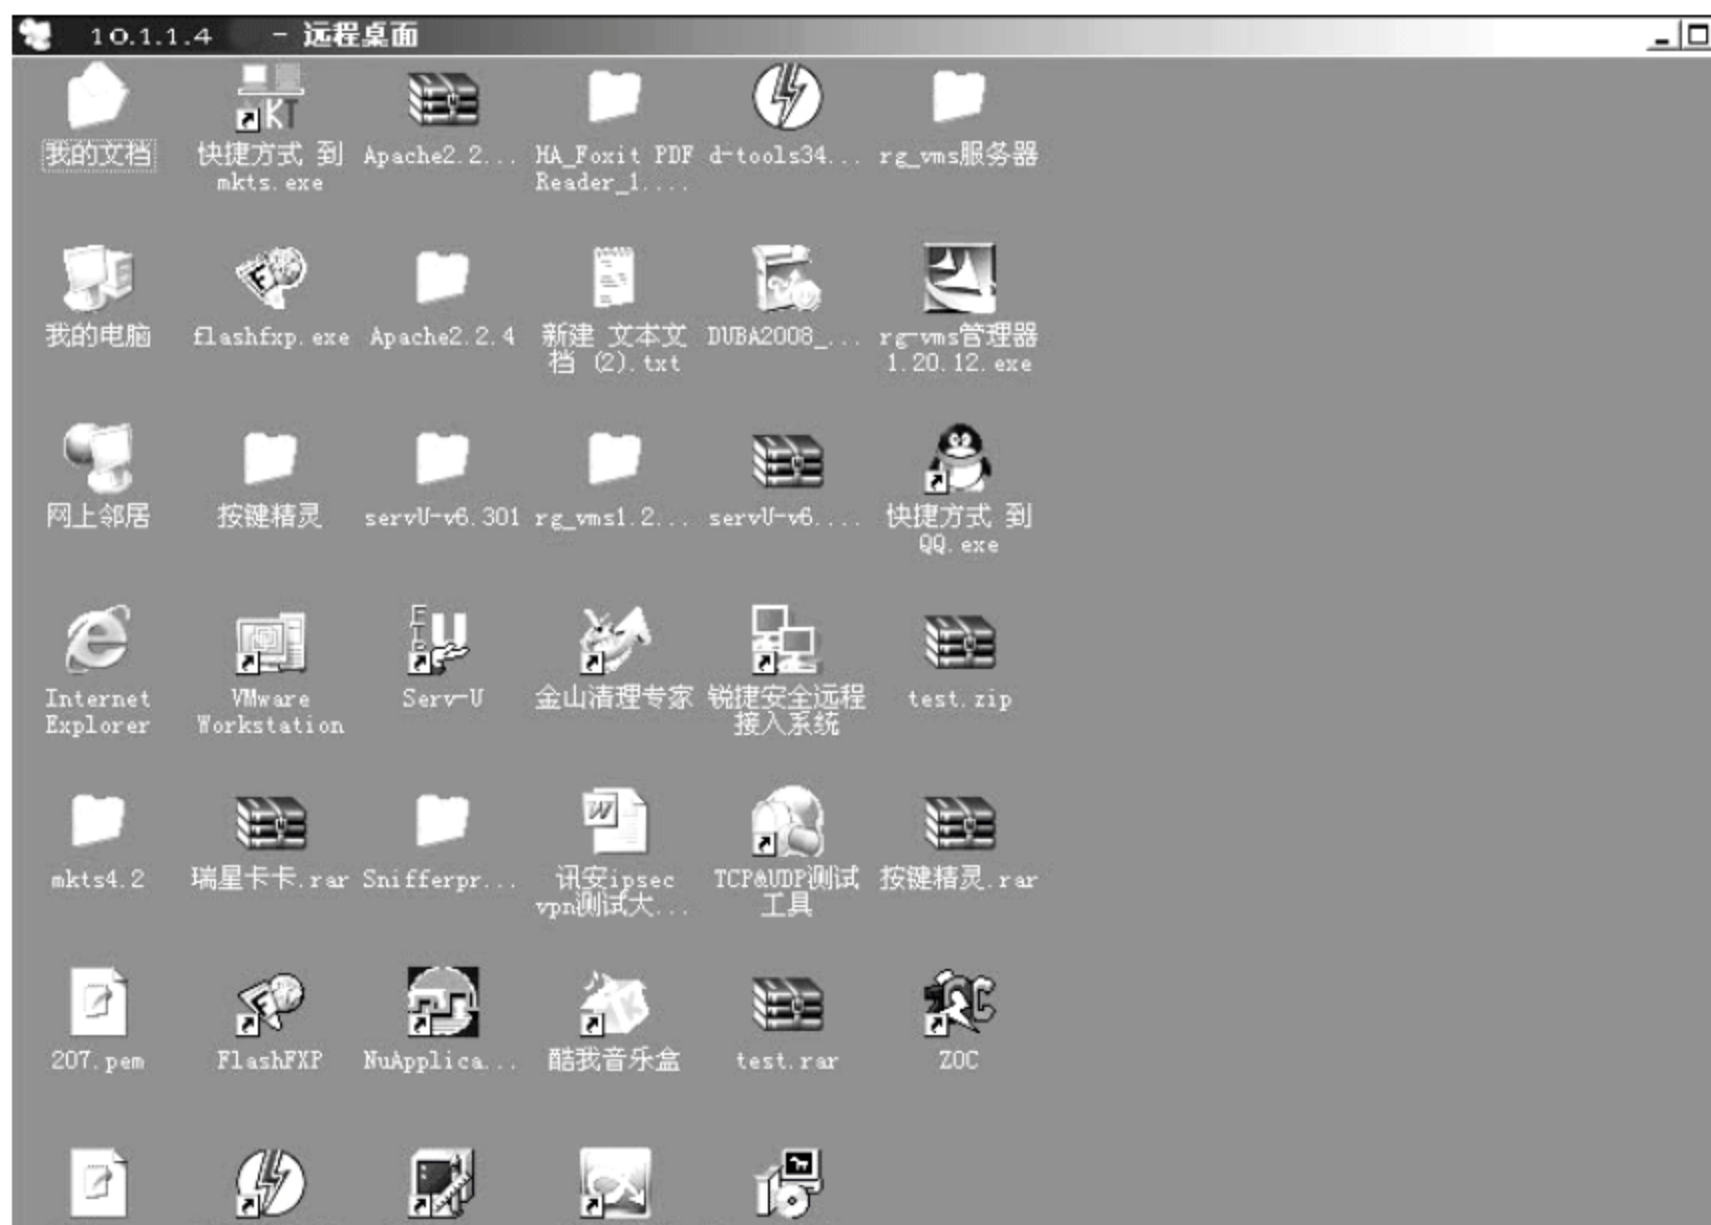 10.1.1.4 - 远程桌面
我的文档
快捷方式 到
mkts.exe
Apache2.2...
HA_Foxit PDF
Reader_1....
d-tools34...
rg_vms服务器
我的电脑
flashfxp.exe
Apache2.2.4
新建 文本文
档 (2).txt
DUBA2008_...
rg-vms管理器
1.20.12.exe
网上邻居
按键精灵
servU-v6.301
rg_vms1.2...
servU-v6....
快捷方式 到
QQ.exe
Internet
Explorer
VMware
Workstation
Serv-U
金山清理专家
锐捷安全远程
接入系统
test.zip
mkts4.2
瑞星卡卡.rar
Snifferpr...
讯安ipsec
vpn测试大...
TCP&UDP测试
工具
按键精灵.rar
207.pem
FlashFXP
NuApplica...
酷我音乐盒
test.rar
ZOC